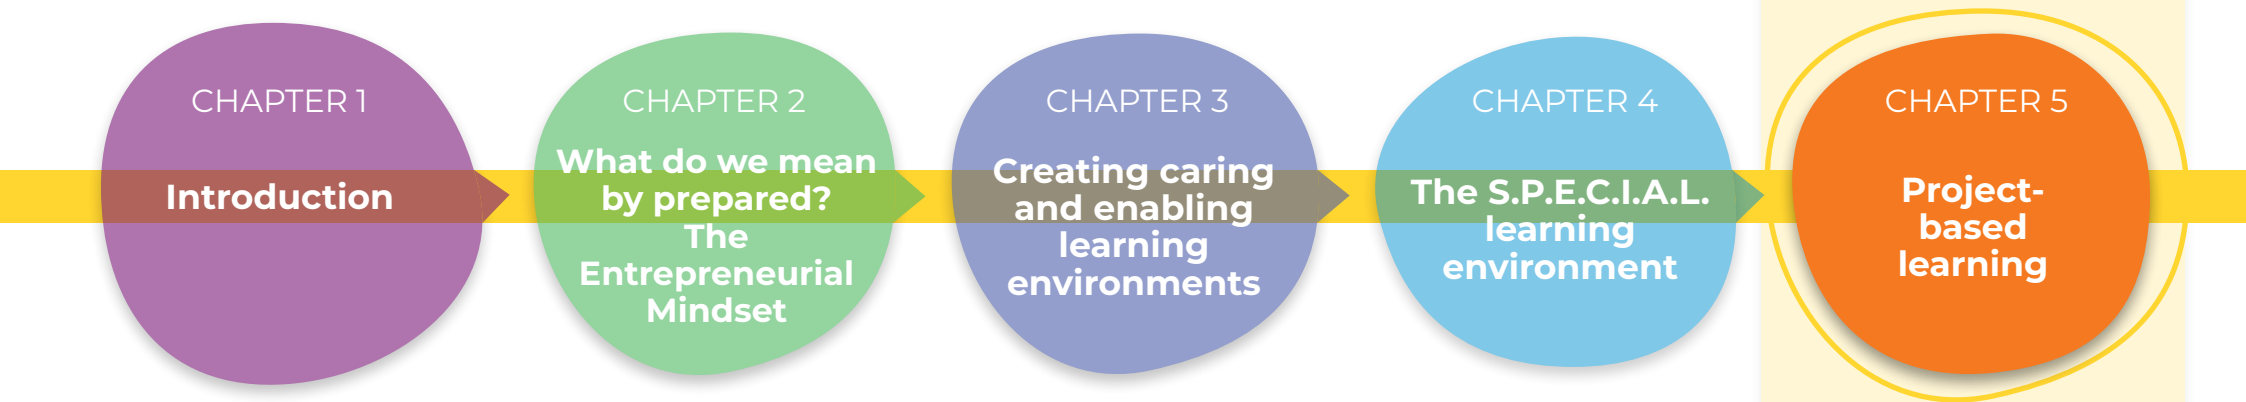 CHAPTER 1
Introduction
CHAPTER 2
What do we mean
by prepared?
The
Entrepreneurial
Mindset
CHAPTER 3
Creating caring
and enabling
learning
environments
CHAPTER 4
The S.P.E.C.I.A.L.
learning
environment
CHAPTER 5
Project-
based
learning